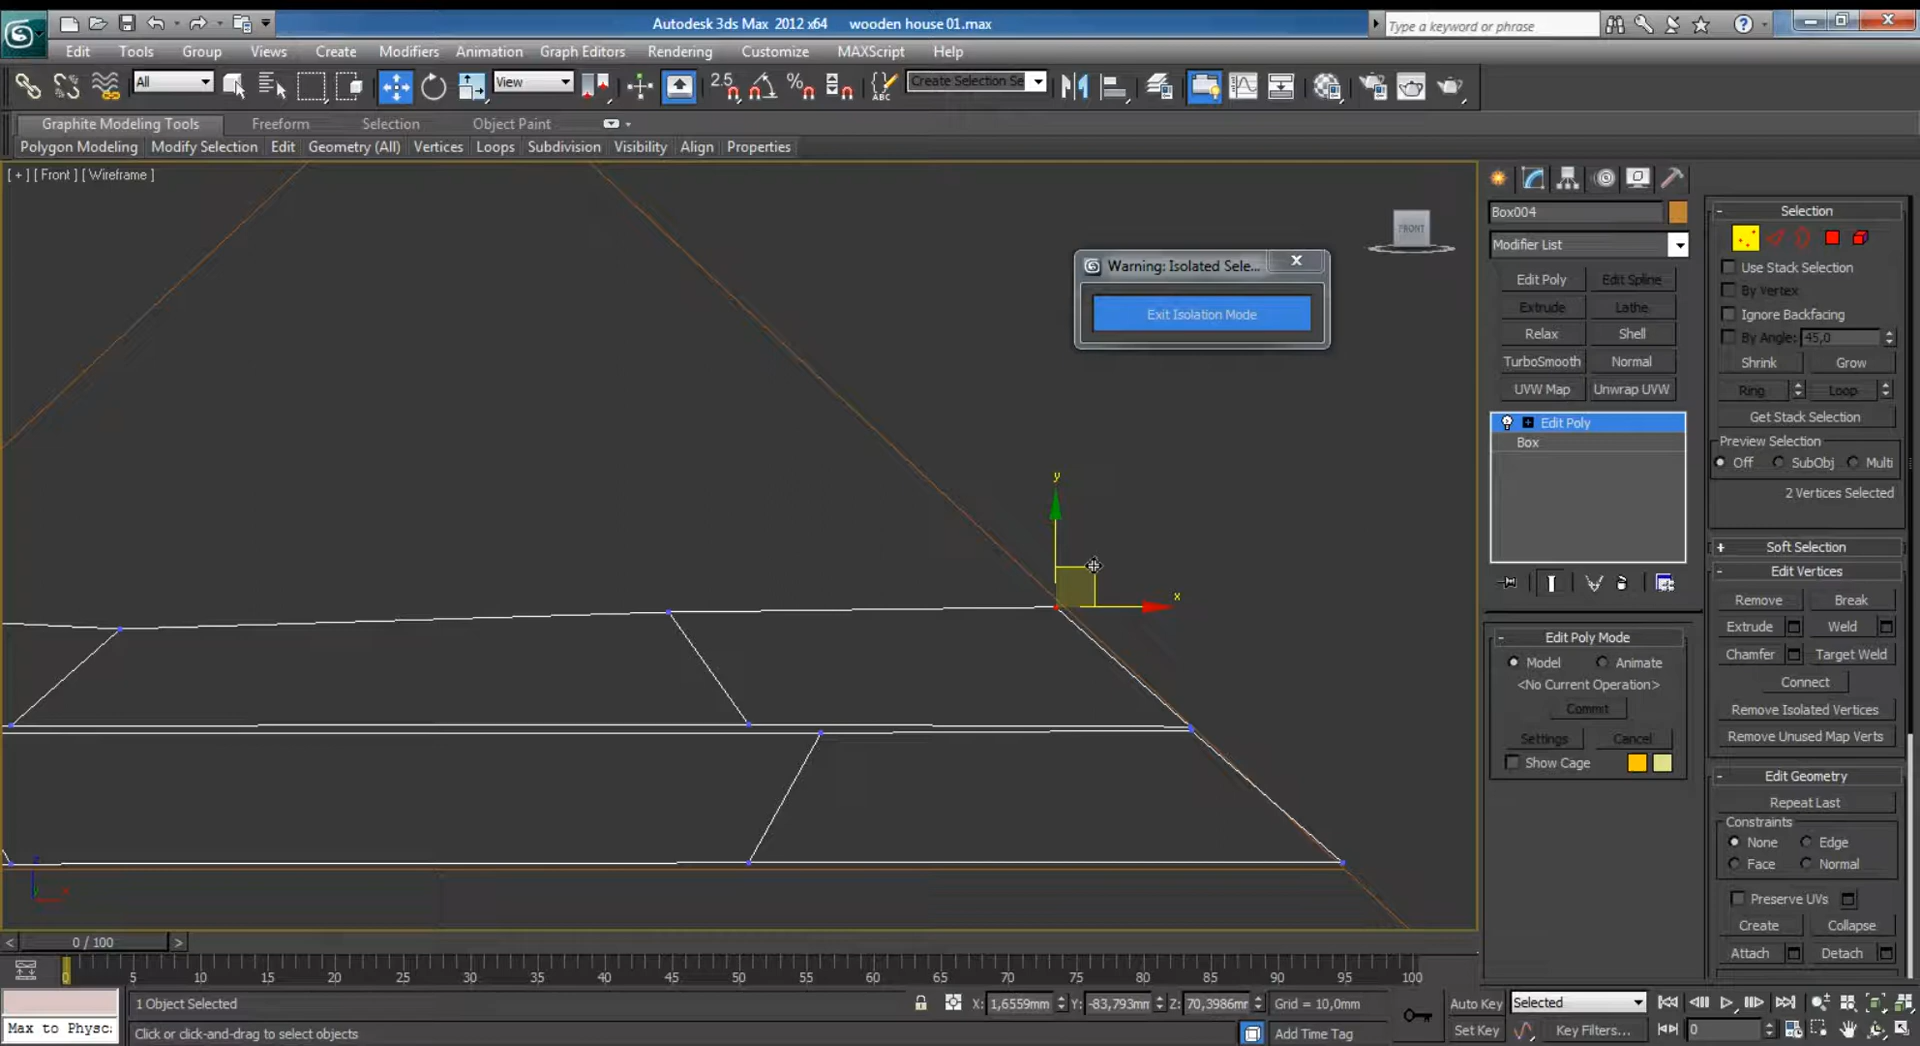 Autodesk 3ds Max 2012 x64 wooden house 01.max
Type a keyword or phrase
Edit Tools Group Views Create Modifiers Animation Graph Editors Rendering Customize MAXScript Help
All View 2.5 % ABC Create Selection Se
Graphite Modeling Tools Freeform Selection Object Paint
Polygon Modeling Modify Selection Edit Geometry (All) Vertices Loops Subdivision Visibility Align Properties
[ + ] [ Front ] [ Wireframe ]
FRONT
Warning: Isolated Sele...
Exit Isolation Mode
y
x
z
Box004
Modifier List
Edit Poly Edit Spline
Extrude Lathe
Relax Shell
TurboSmooth Normal
UVW Map Unwrap UVW
Edit Poly
Box
Edit Poly Mode
Model Animate
<No Current Operation>
Commit
Settings Cancel
Show Cage
Selection
Use Stack Selection
By Vertex
Ignore Backfacing
By Angle: 45,0
Shrink Grow
Ring Loop
Get Stack Selection
Preview Selection
Off SubObj Multi
2 Vertices Selected
Soft Selection
Edit Vertices
Remove Break
Extrude Weld
Chamfer Target Weld
Connect
Remove Isolated Vertices
Remove Unused Map Verts
Edit Geometry
Repeat Last
Constraints
None Edge
Face Normal
Preserve UVs
Create Collapse
Attach Detach
< 0 / 100 >
0 5 10 15 20 25 30 35 40 45 50 55 60 65 70 75 80 85 90 95 100
1 Object Selected X: 1,6559mm Y: -83,793mm Z: 70,3986mr Grid = 10,0mm Auto Key Selected
Max to Physc: Click or click-and-drag to select objects Add Time Tag Set Key Key Filters... 0